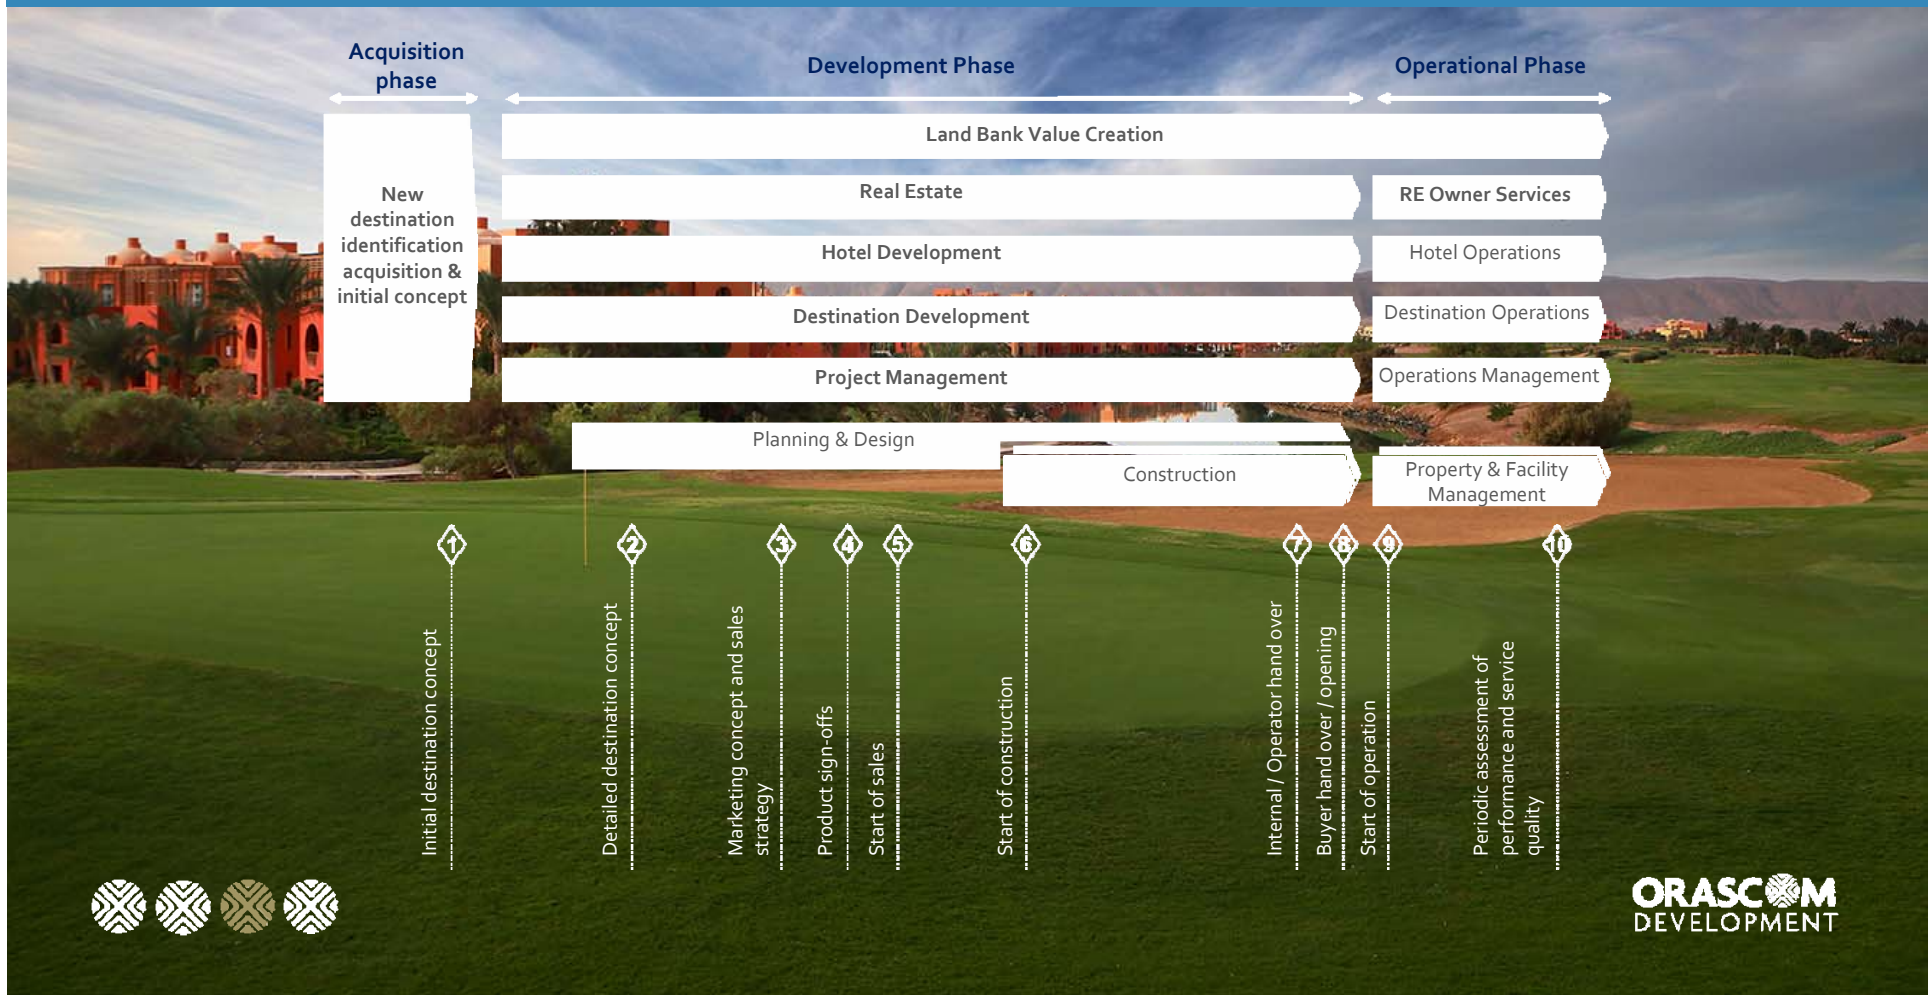 Acquisition
phase
Development Phase
Operational Phase
Land Bank Value Creation
New
destination
identification
acquisition &
initial concept
Real Estate
RE Owner Services
Hotel Development
Hotel Operations
Destination Development
Destination Operations
Project Management
Operations Management
Planning & Design
Construction
Property & Facility
Management
1
2
3
4
5
6
7
8
9
10
Initial destination concept
Detailed destination concept
Marketing concept and sales
strategy
Product sign-offs
Start of sales
Start of construction
Internal / Operator hand over
Buyer hand over / opening
Start of operation
Periodic assessment of
performance and service
quality
ORASCOM
DEVELOPMENT